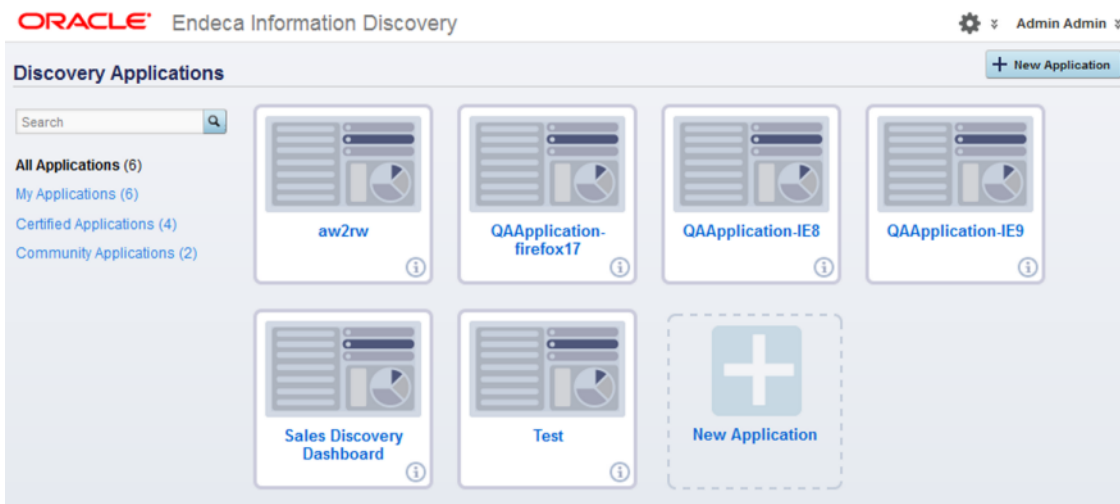 ORACLE Endeca Information Discovery
Admin Admin
Discovery Applications
New Application
Search
All Applications (6)
My Applications (6)
Certified Applications (4)
Community Applications (2)
aw2rw
QAApplication-
firefox17
QAApplication-IE8
QAApplication-IE9
Sales Discovery
Dashboard
Test
New Application